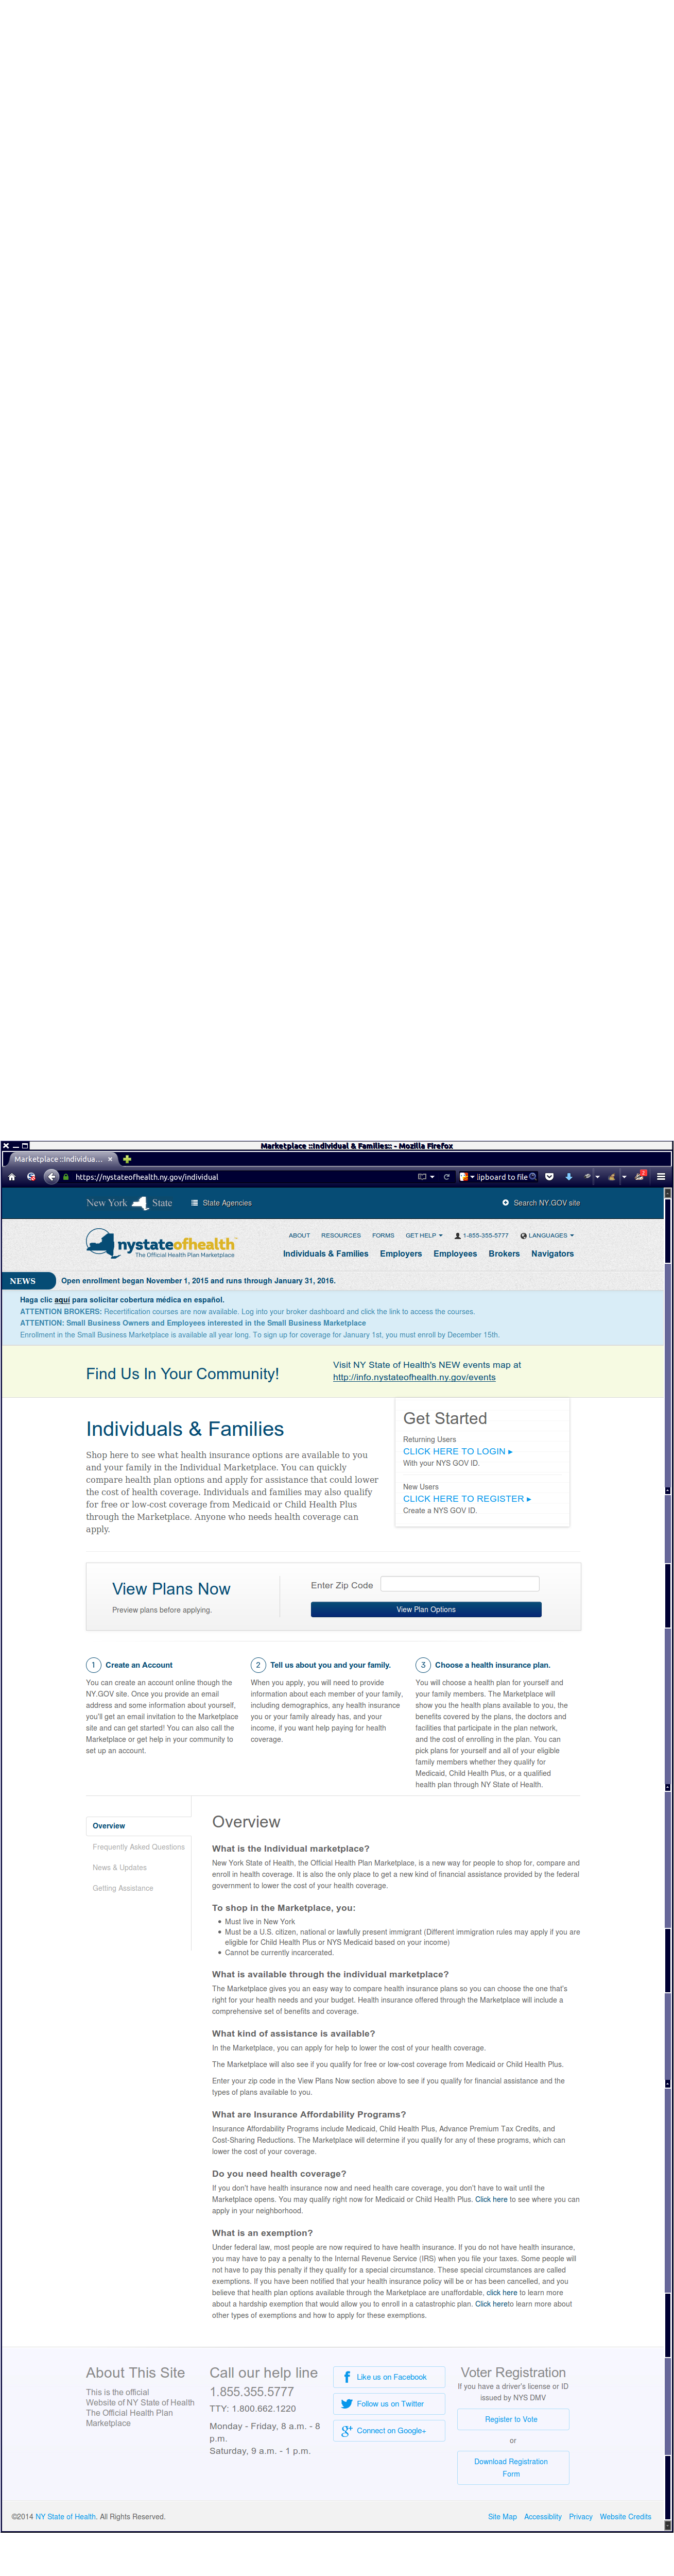 Marketplace ::Individual & Families:: - Mozilla Firefox
Marketplace ::Individua...
https://nystateofhealth.ny.gov/individual
ipboard to file
2
New York State
State Agencies
Search NY.GOV site
nystateofhealth™
The Official Health Plan Marketplace
ABOUT RESOURCES FORMS GET HELP 1-855-355-5777 LANGUAGES
Individuals & Families Employers Employees Brokers Navigators
NEWS
Open enrollment began November 1, 2015 and runs through January 31, 2016.
Haga clic aquí para solicitar cobertura médica en español.
ATTENTION BROKERS: Recertification courses are now available. Log into your broker dashboard and click the link to access the courses.
ATTENTION: Small Business Owners and Employees interested in the Small Business Marketplace
Enrollment in the Small Business Marketplace is available all year long. To sign up for coverage for January 1st, you must enroll by December 15th.
Find Us In Your Community!
Visit NY State of Health's NEW events map at
http://info.nystateofhealth.ny.gov/events
Individuals & Families
Shop here to see what health insurance options are available to you
and your family in the Individual Marketplace. You can quickly
compare health plan options and apply for assistance that could lower
the cost of health coverage. Individuals and families may also qualify
for free or low-cost coverage from Medicaid or Child Health Plus
through the Marketplace. Anyone who needs health coverage can
apply.
Get Started
Returning Users
CLICK HERE TO LOGIN ▸
With your NYS GOV ID.
New Users
CLICK HERE TO REGISTER ▸
Create a NYS GOV ID.
View Plans Now
Preview plans before applying.
Enter Zip Code
View Plan Options
1 Create an Account
You can create an account online though the
NY.GOV site. Once you provide an email
address and some information about yourself,
you'll get an email invitation to the Marketplace
site and can get started! You can also call the
Marketplace or get help in your community to
set up an account.
2 Tell us about you and your family.
When you apply, you will need to provide
information about each member of your family,
including demographics, any health insurance
you or your family already has, and your
income, if you want help paying for health
coverage.
3 Choose a health insurance plan.
You will choose a health plan for yourself and
your family members. The Marketplace will
show you the health plans available to you, the
benefits covered by the plans, the doctors and
facilities that participate in the plan network,
and the cost of enrolling in the plan. You can
pick plans for yourself and all of your eligible
family members whether they qualify for
Medicaid, Child Health Plus, or a qualified
health plan through NY State of Health.
Overview
Frequently Asked Questions
News & Updates
Getting Assistance
Overview
What is the Individual marketplace?
New York State of Health, the Official Health Plan Marketplace, is a new way for people to shop for, compare and
enroll in health coverage. It is also the only place to get a new kind of financial assistance provided by the federal
government to lower the cost of your health coverage.
To shop in the Marketplace, you:
• Must live in New York
• Must be a U.S. citizen, national or lawfully present immigrant (Different immigration rules may apply if you are
eligible for Child Health Plus or NYS Medicaid based on your income)
• Cannot be currently incarcerated.
What is available through the individual marketplace?
The Marketplace gives you an easy way to compare health insurance plans so you can choose the one that's
right for your health needs and your budget. Health insurance offered through the Marketplace will include a
comprehensive set of benefits and coverage.
What kind of assistance is available?
In the Marketplace, you can apply for help to lower the cost of your health coverage.
The Marketplace will also see if you qualify for free or low-cost coverage from Medicaid or Child Health Plus.
Enter your zip code in the View Plans Now section above to see if you qualify for financial assistance and the
types of plans available to you.
What are Insurance Affordability Programs?
Insurance Affordability Programs include Medicaid, Child Health Plus, Advance Premium Tax Credits, and
Cost-Sharing Reductions. The Marketplace will determine if you qualify for any of these programs, which can
lower the cost of your coverage.
Do you need health coverage?
If you don't have health insurance now and need health care coverage, you don't have to wait until the
Marketplace opens. You may qualify right now for Medicaid or Child Health Plus. Click here to see where you can
apply in your neighborhood.
What is an exemption?
Under federal law, most people are now required to have health insurance. If you do not have health insurance,
you may have to pay a penalty to the Internal Revenue Service (IRS) when you file your taxes. Some people will
not have to pay this penalty if they qualify for a special circumstance. These special circumstances are called
exemptions. If you have been notified that your health insurance policy will be or has been cancelled, and you
believe that health plan options available through the Marketplace are unaffordable, click here to learn more
about a hardship exemption that would allow you to enroll in a catastrophic plan. Click hereto learn more about
other types of exemptions and how to apply for these exemptions.
About This Site
This is the official
Website of NY State of Health
The Official Health Plan
Marketplace
Call our help line
1.855.355.5777
TTY: 1.800.662.1220
Monday - Friday, 8 a.m. - 8
p.m.
Saturday, 9 a.m. - 1 p.m.
Like us on Facebook
Follow us on Twitter
Connect on Google+
Voter Registration
If you have a driver's license or ID
issued by NYS DMV
Register to Vote
or
Download Registration
Form
©2014 NY State of Health. All Rights Reserved.
Site Map Accessiblity Privacy Website Credits